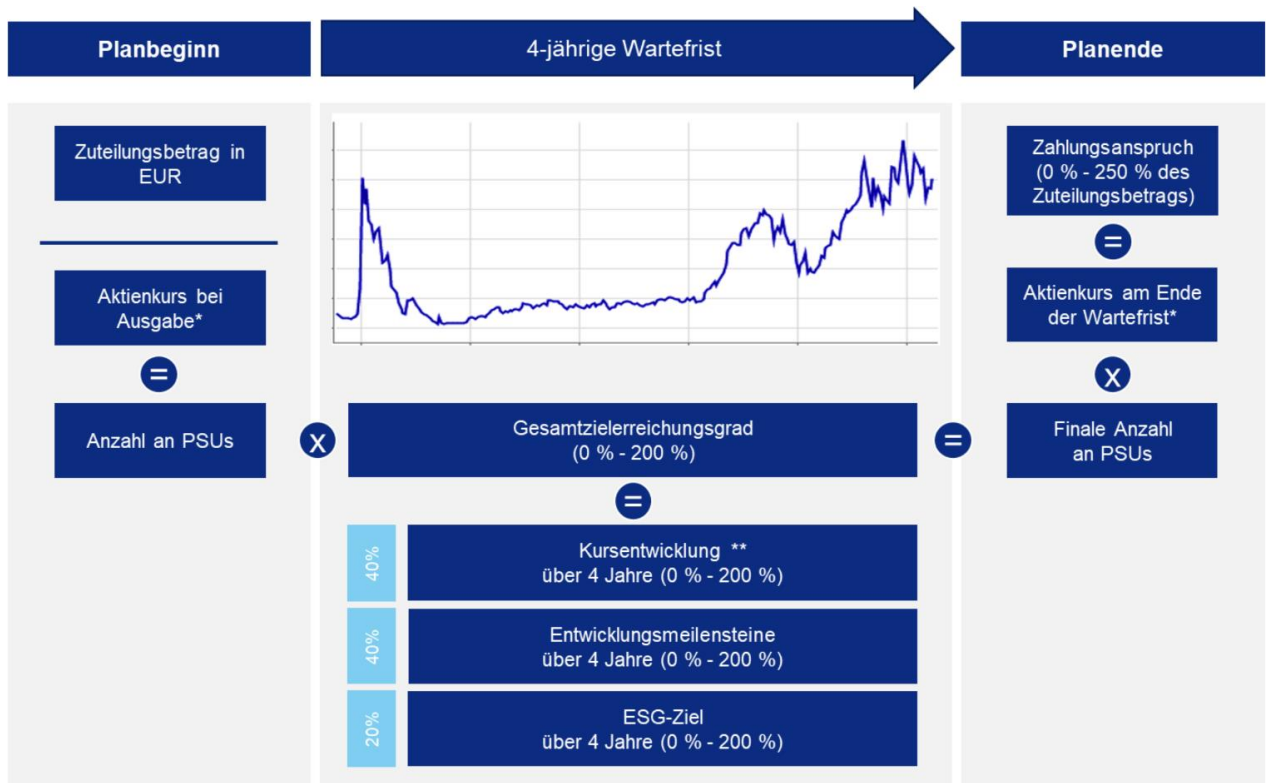 Planbeginn
4-jährige Wartefrist
Planende
Zuteilungsbetrag in
EUR
Aktienkurs bei
Ausgabe*
=
Anzahl an PSUs
x
Gesamtzielerreichungsgrad
(0 % - 200 %)
=
40%
Kursentwicklung **
über 4 Jahre (0 % - 200 %)
40%
Entwicklungsmeilensteine
über 4 Jahre (0 % - 200 %)
20%
ESG-Ziel
über 4 Jahre (0 % - 200 %)
=
Zahlungsanspruch
(0 % - 250 % des
Zuteilungsbetrags)
=
Aktienkurs am Ende
der Wartefrist*
x
Finale Anzahl
an PSUs